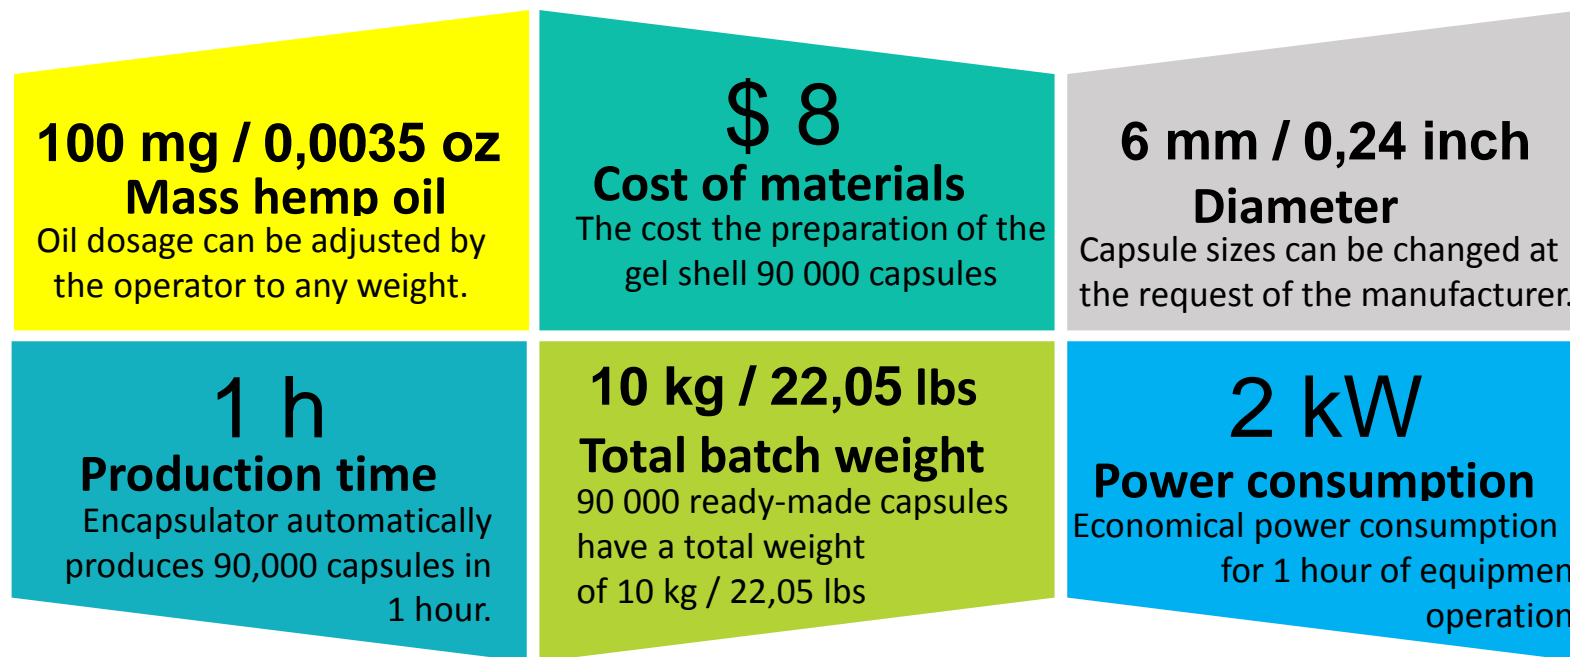 100 mg / 0,0035 oz
Mass hemp oil
Oil dosage can be adjusted by
the operator to any weight.
$ 8
Cost of materials
The cost the preparation of the
gel shell 90 000 capsules
6 mm / 0,24 inch
Diameter
Capsule sizes can be changed at
the request of the manufacturer.
1 h
Production time
Encapsulator automatically
produces 90,000 capsules in
1 hour.
10 kg / 22,05 lbs
Total batch weight
90 000 ready-made capsules
have a total weight
of 10 kg / 22,05 lbs
2 kW
Power consumption
Economical power consumption
for 1 hour of equipmen
operation